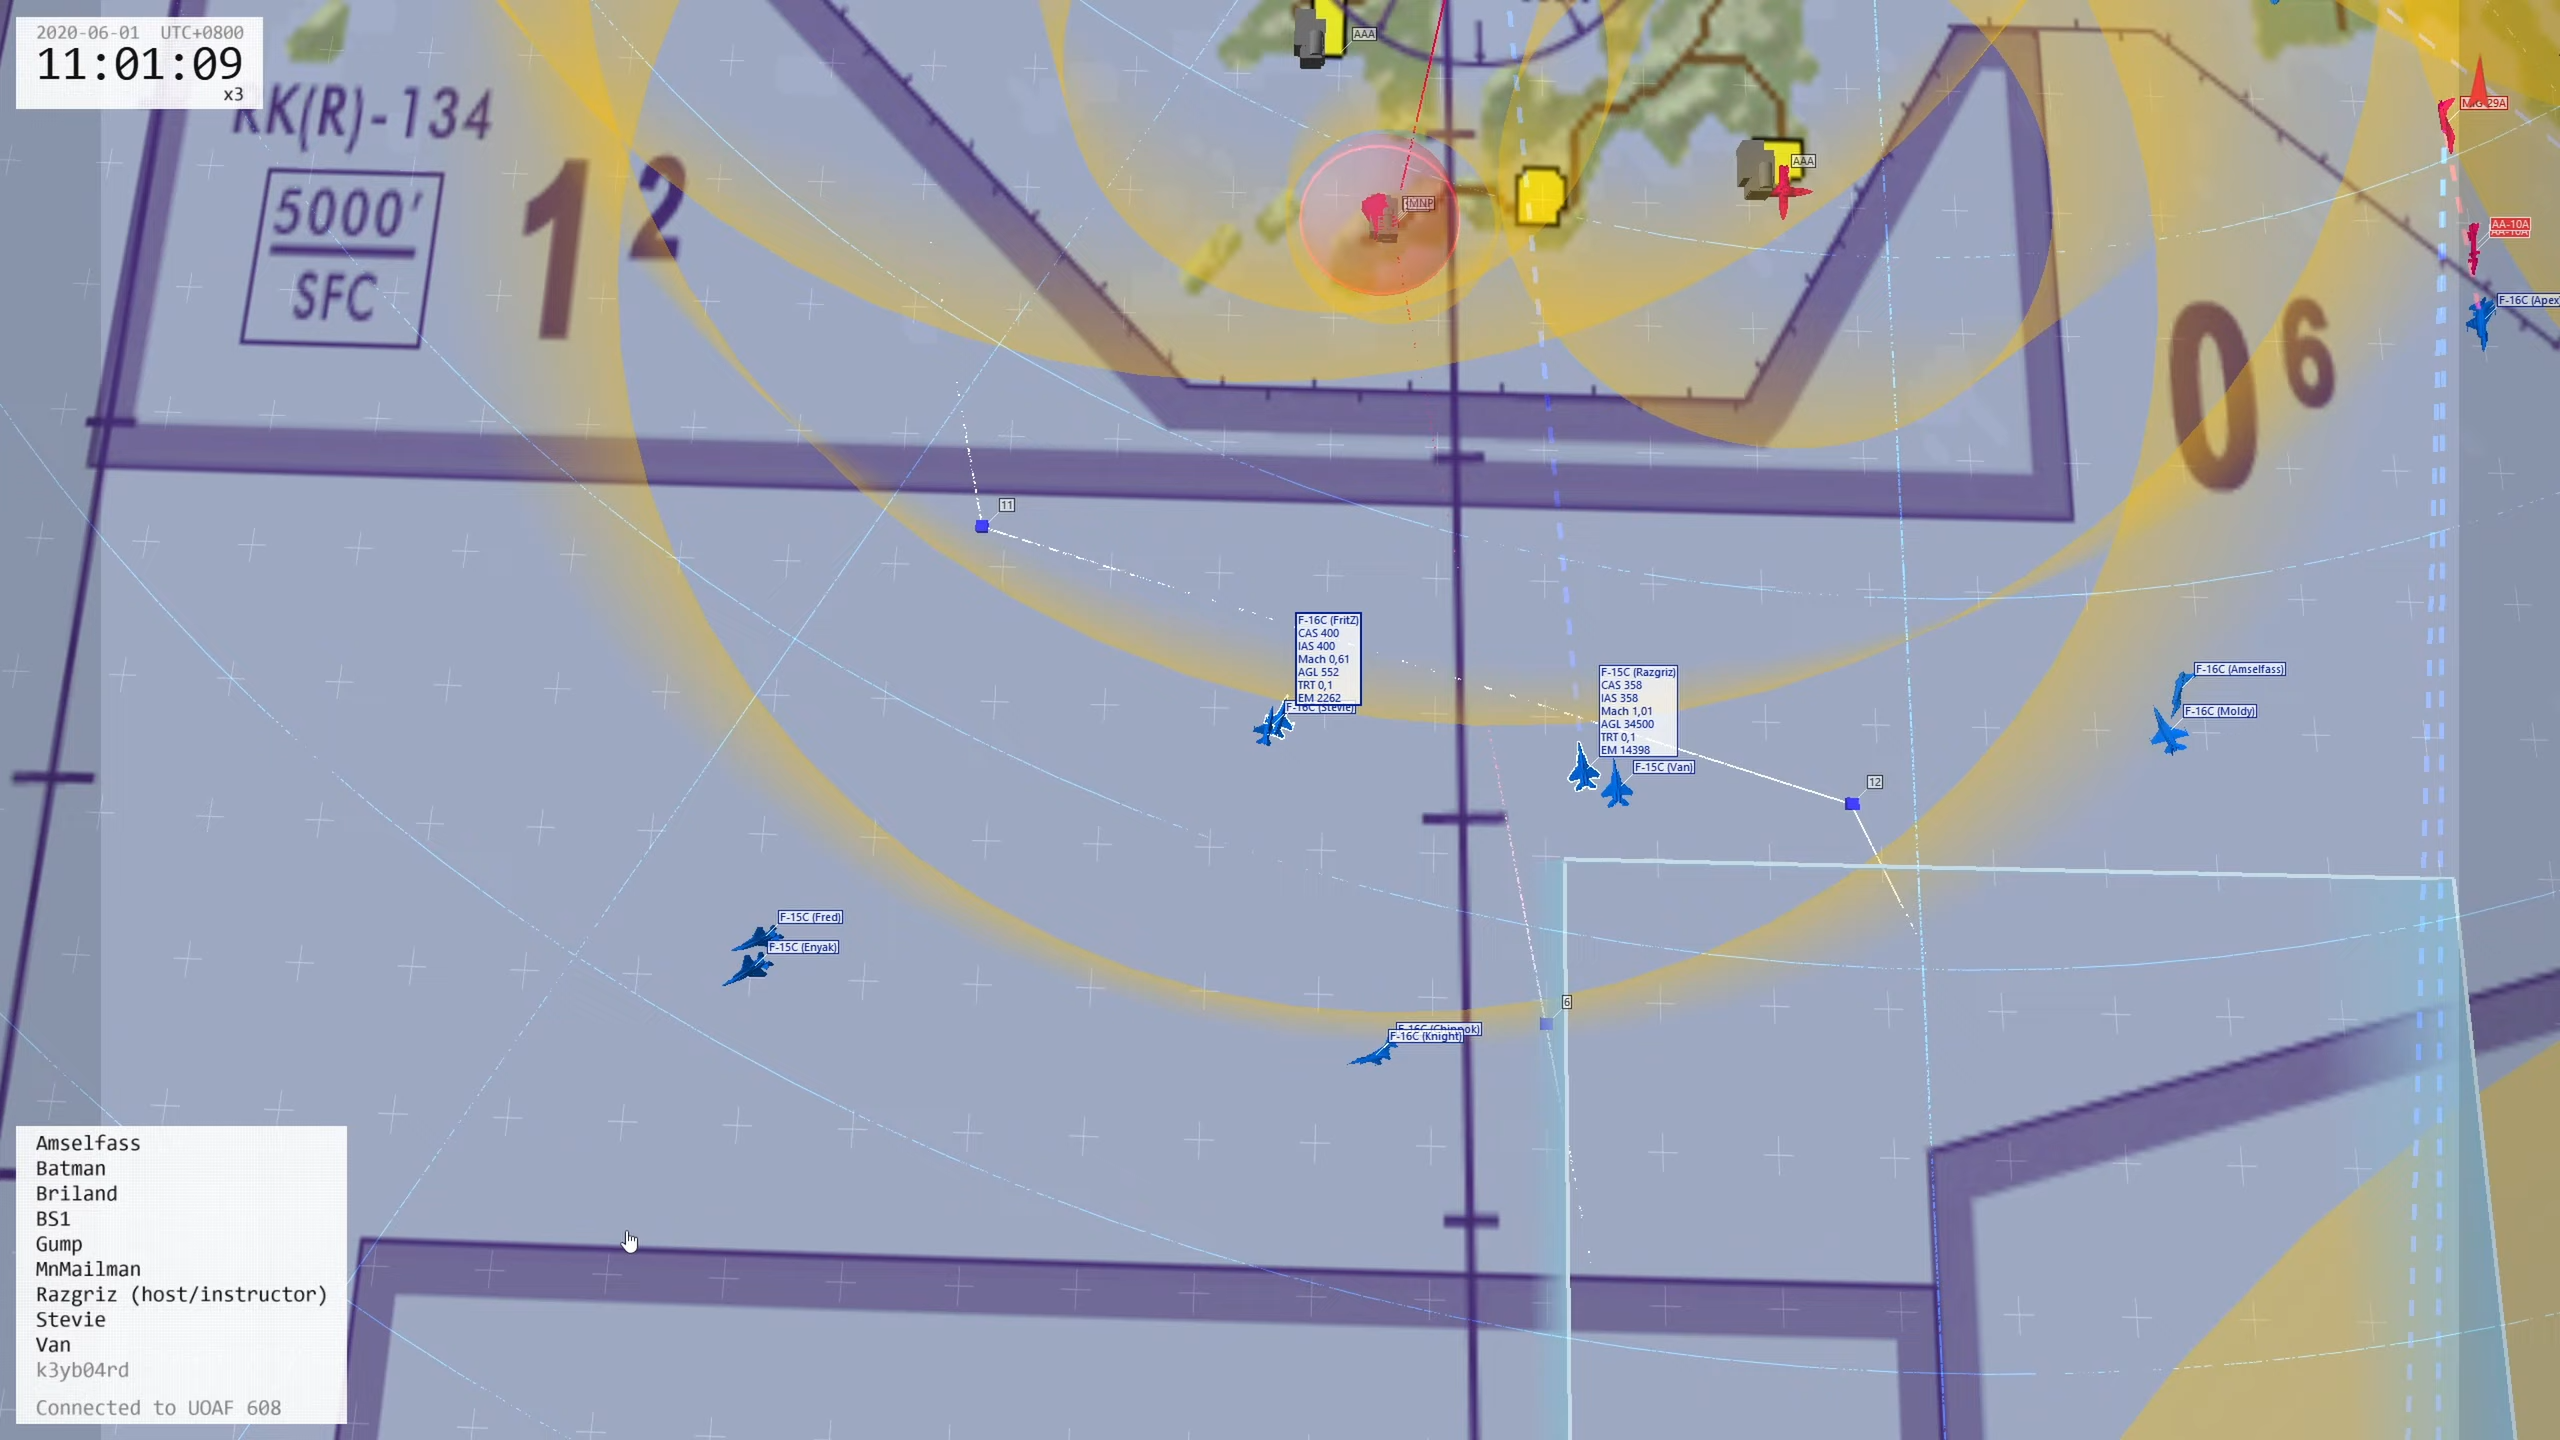 2020-06-01 UTC+0800
11:01:09
x3
KK(R)-134
5000'
SFC
12
06
AAA
AAA
MNP
MIG-29A
AA-10A
AA-10A
F-16C (Apex
11
F-16C (FritZ)
CAS 400
IAS 400
Mach 0,61
AGL 552
TRT 0,1
EM 2262
F-16C (Stevie)
F-15C (Razgriz)
CAS 358
IAS 358
Mach 1,01
AGL 34500
TRT 0,1
EM 14398
F-15C (Van)
F-16C (Amselfass)
F-16C (Moldy)
12
F-15C (Fred)
F-15C (Enyak)
6
F-16C (Chinnok)
F-16C (Knight)
Amselfass
Batman
Briland
BS1
Gump
MnMailman
Razgriz (host/instructor)
Stevie
Van
k3yb04rd
Connected to UOAF 608